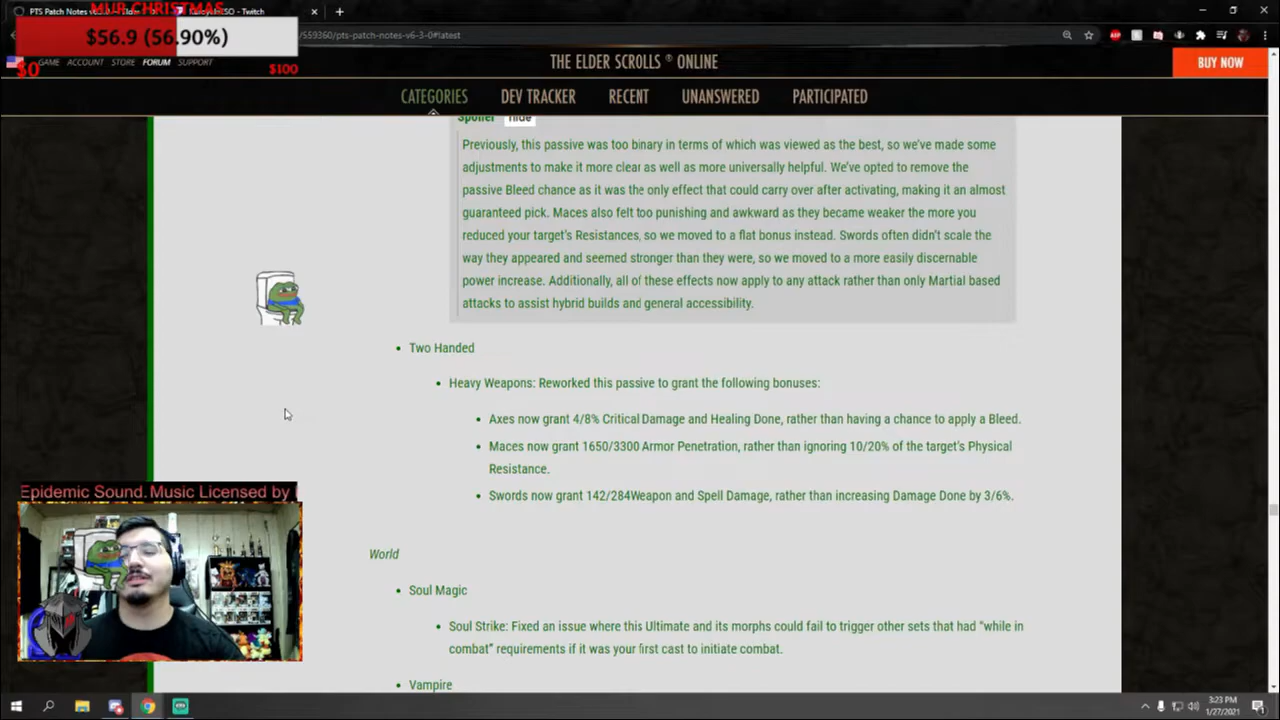 PTS Patch Notes
Twitch
MUB CHRISTMAS
$56.9 (56.90%)
$0
$100
559360/pts-patch-notes-v6-3-0#latest
GAME ACCOUNT STORE FORUM SUPPORT
THE ELDER SCROLLS ® ONLINE
BUY NOW
CATEGORIES DEV TRACKER RECENT UNANSWERED PARTICIPATED
Spoiler hide
Previously, this passive was too binary in terms of which was viewed as the best, so we've made some
adjustments to make it more clear as well as more universally helpful. We've opted to remove the
passive Bleed chance as it was the only effect that could carry over after activating, making it an almost
guaranteed pick. Maces also felt too punishing and awkward as they became weaker the more you
reduced your target's Resistances, so we moved to a flat bonus instead. Swords often didn't scale the
way they appeared and seemed stronger than they were, so we moved to a more easily discernable
power increase. Additionally, all of these effects now apply to any attack rather than only Martial based
attacks to assist hybrid builds and general accessibility.
• Two Handed
• Heavy Weapons: Reworked this passive to grant the following bonuses:
• Axes now grant 4/8% Critical Damage and Healing Done, rather than having a chance to apply a Bleed.
• Maces now grant 1650/3300 Armor Penetration, rather than ignoring 10/20% of the target's Physical
Resistance.
• Swords now grant 142/284Weapon and Spell Damage, rather than increasing Damage Done by 3/6%.
World
• Soul Magic
• Soul Strike: Fixed an issue where this Ultimate and its morphs could fail to trigger other sets that had "while in
combat" requirements if it was your first cast to initiate combat.
• Vampire
Epidemic Sound. Music Licensed by
3:23 PM
1/27/2021